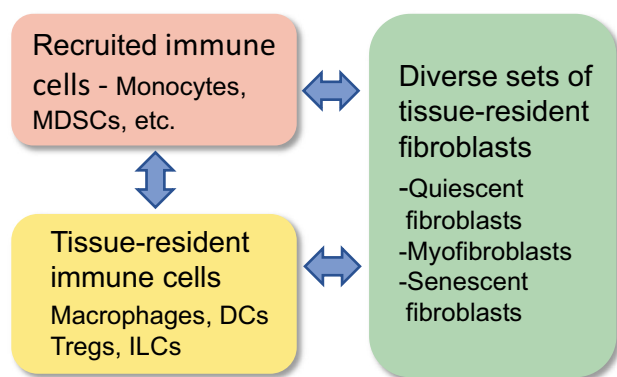 Recruited immune
cells - Monocytes,
MDSCs, etc.
Tissue-resident
immune cells
Macrophages, DCs
Tregs, ILCs
Diverse sets of
tissue-resident
fibroblasts
-Quiescent
fibroblasts
-Myofibroblasts
-Senescent
fibroblasts